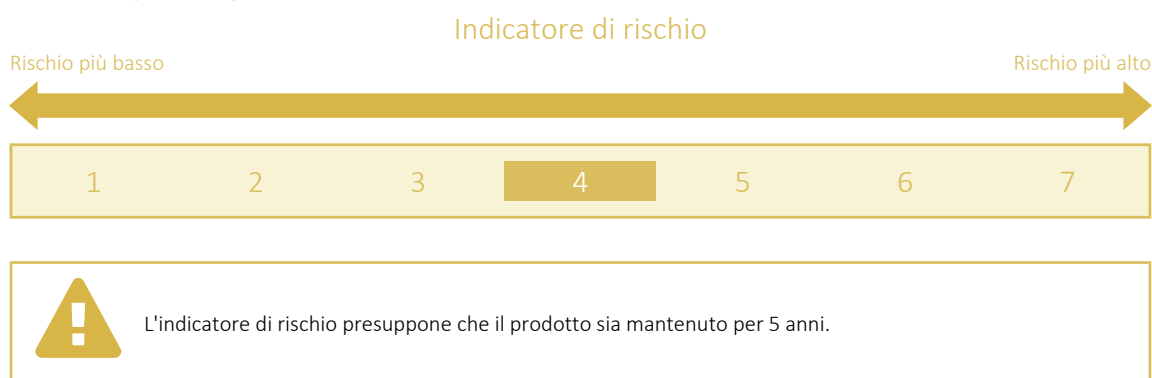 Indicatore di rischio
Rischio più basso Rischio più alto
1 2 3 4 5 6 7
L'indicatore di rischio presuppone che il prodotto sia mantenuto per 5 anni.